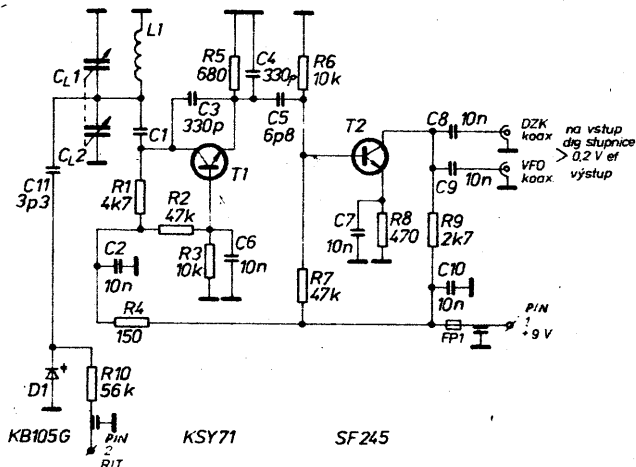 L1
CL1
CL2
C1
C11
3p3
R1
4k7
R2
47k
C2
10n
R3
10k
C6
10n
R4
150
C3
330p
T1
R5
680
C4
330p
C5
6p8
R6
10k
T2
C7
10n
R8
470
R7
47k
C8
10n
C9
10n
R9
2k7
C10
10n
FP1
DZK
koax
VFO
koax.
na vstup
dig stupnice
> 0,2 V ef
výstup
PIN
1
+9 V
D1
R10
56k
PIN
2
RIT
KB105G
KSY71
SF245